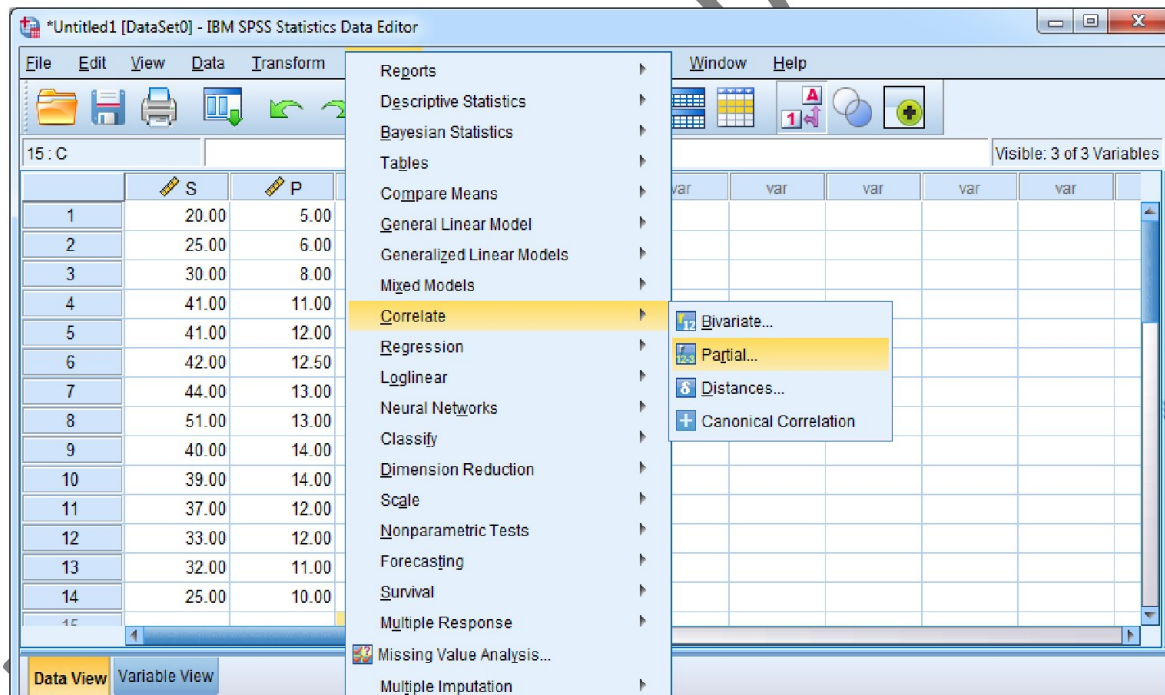 *Untitled1 [DataSet0] - IBM SPSS Statistics Data Editor
File Edit View Data Transform Window Help
15 : C
Visible: 3 of 3 Variables
S P var var var var var
1 20.00 5.00
2 25.00 6.00
3 30.00 8.00
4 41.00 11.00
5 41.00 12.00
6 42.00 12.50
7 44.00 13.00
8 51.00 13.00
9 40.00 14.00
10 39.00 14.00
11 37.00 12.00
12 33.00 12.00
13 32.00 11.00
14 25.00 10.00
15
Reports
Descriptive Statistics
Bayesian Statistics
Tables
Compare Means
General Linear Model
Generalized Linear Models
Mixed Models
Correlate
Regression
Loglinear
Neural Networks
Classify
Dimension Reduction
Scale
Nonparametric Tests
Forecasting
Survival
Multiple Response
Missing Value Analysis...
Multiple Imputation
Bivariate...
Partial...
Distances...
Canonical Correlation
Data View Variable View